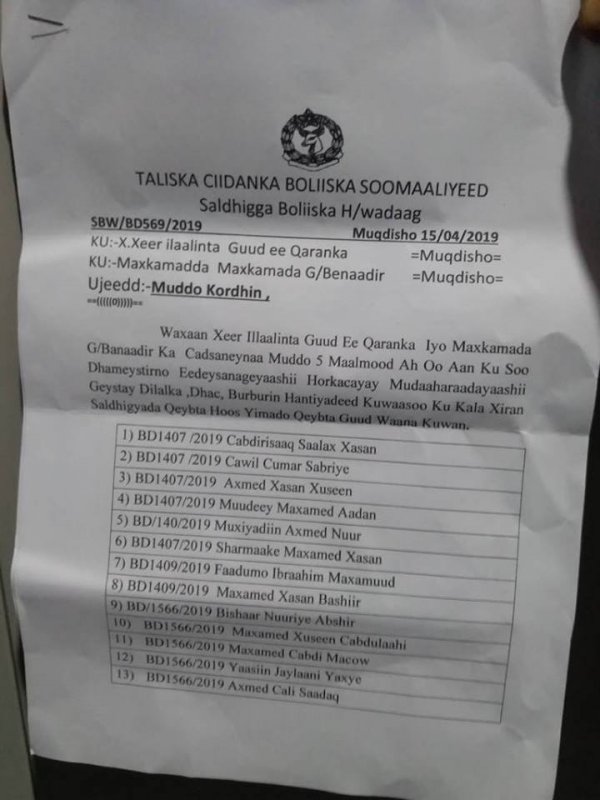 TALISKA CIIDANKA BOLIISKA SOOMAALIYEED
Saldhigga Boliiska H/wadaag
SBW/BD569/2019 Muqdisho 15/04/2019
KU:-X.Xeer ilaalinta Guud ee Qaranka =Muqdisho=
KU:-Maxkamadda Maxkamada G/Benaadir =Muqdisho=
Ujeedd:-Muddo Kordhin ,
==(((((0)))))==
Waxaan Xeer Illaalinta Guud Ee Qaranka Iyo Maxkamada
G/Banaadir Ka Cadsaneynaa Muddo 5 Maalmood Ah Oo Aan Ku Soo
Dhameystirno Eedeysanageyaashii Horkacayay Mudaaharaadayaashii
Geystay Dilalka ,Dhac, Burburin Hantiyadeed Kuwaasoo Ku Kala Xiran
Saldhigyada Qeybta Hoos Yimado Qeybta Guud Waana Kuwan.
1) BD1407 /2019 Cabdirisaaq Saalax Xasan
2) BD1407 /2019 Cawil Cumar Sabriye
3) BD1407/2019 Axmed Xasan Xuseen
4) BD1407/2019 Muudeey Maxamed Aadan
5) BD/140/2019 Muxiyadiin Axmed Nuur
6) BD1407/2019 Sharmaake Maxamed Xasan
7) BD1409/2019 Faadumo Ibraahim Maxamuud
8) BD1409/2019 Maxamed Xasan Bashiir
9) BD/1566/2019 Bishaar Nuuriye Abshir
10) BD1566/2019 Maxamed Xuseen Cabdulaahi
11) BD1566/2019 Maxamed Cabdi Macow
12) BD1566/2019 Yaasiin Jaylaani Yaxye
13) BD1566/2019 Axmed Cali Saadaq